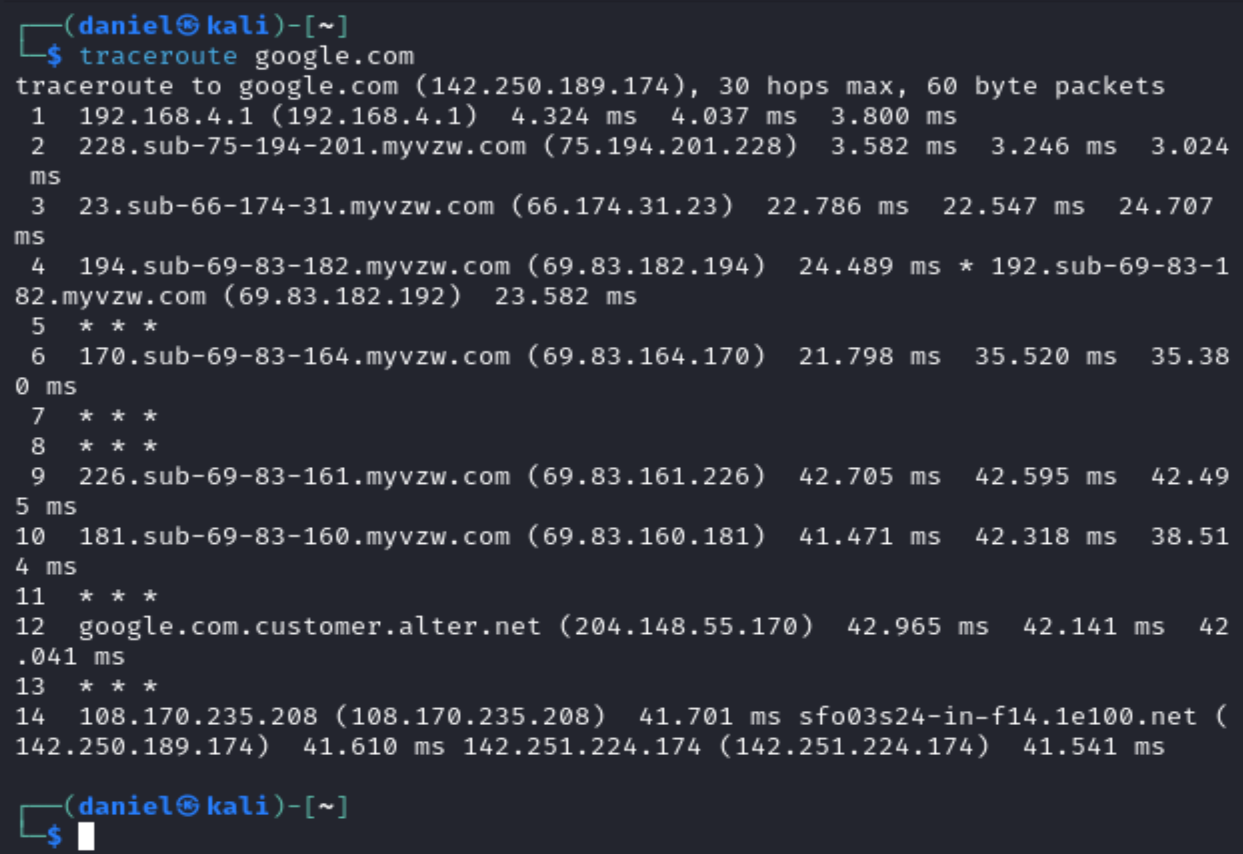 ┌──(daniel㉿kali)-[~]
└─$ traceroute google.com
traceroute to google.com (142.250.189.174), 30 hops max, 60 byte packets
 1  192.168.4.1 (192.168.4.1)  4.324 ms  4.037 ms  3.800 ms
 2  228.sub-75-194-201.myvzw.com (75.194.201.228)  3.582 ms  3.246 ms  3.024
 ms
 3  23.sub-66-174-31.myvzw.com (66.174.31.23)  22.786 ms  22.547 ms  24.707
ms
 4  194.sub-69-83-182.myvzw.com (69.83.182.194)  24.489 ms * 192.sub-69-83-1
82.myvzw.com (69.83.182.192)  23.582 ms
 5  * * *
 6  170.sub-69-83-164.myvzw.com (69.83.164.170)  21.798 ms  35.520 ms  35.38
0 ms
 7  * * *
 8  * * *
 9  226.sub-69-83-161.myvzw.com (69.83.161.226)  42.705 ms  42.595 ms  42.49
5 ms
10  181.sub-69-83-160.myvzw.com (69.83.160.181)  41.471 ms  42.318 ms  38.51
4 ms
11  * * *
12  google.com.customer.alter.net (204.148.55.170)  42.965 ms  42.141 ms  42
.041 ms
13  * * *
14  108.170.235.208 (108.170.235.208)  41.701 ms sfo03s24-in-f14.1e100.net (
142.250.189.174)  41.610 ms 142.251.224.174 (142.251.224.174)  41.541 ms
┌──(daniel㉿kali)-[~]
└─$